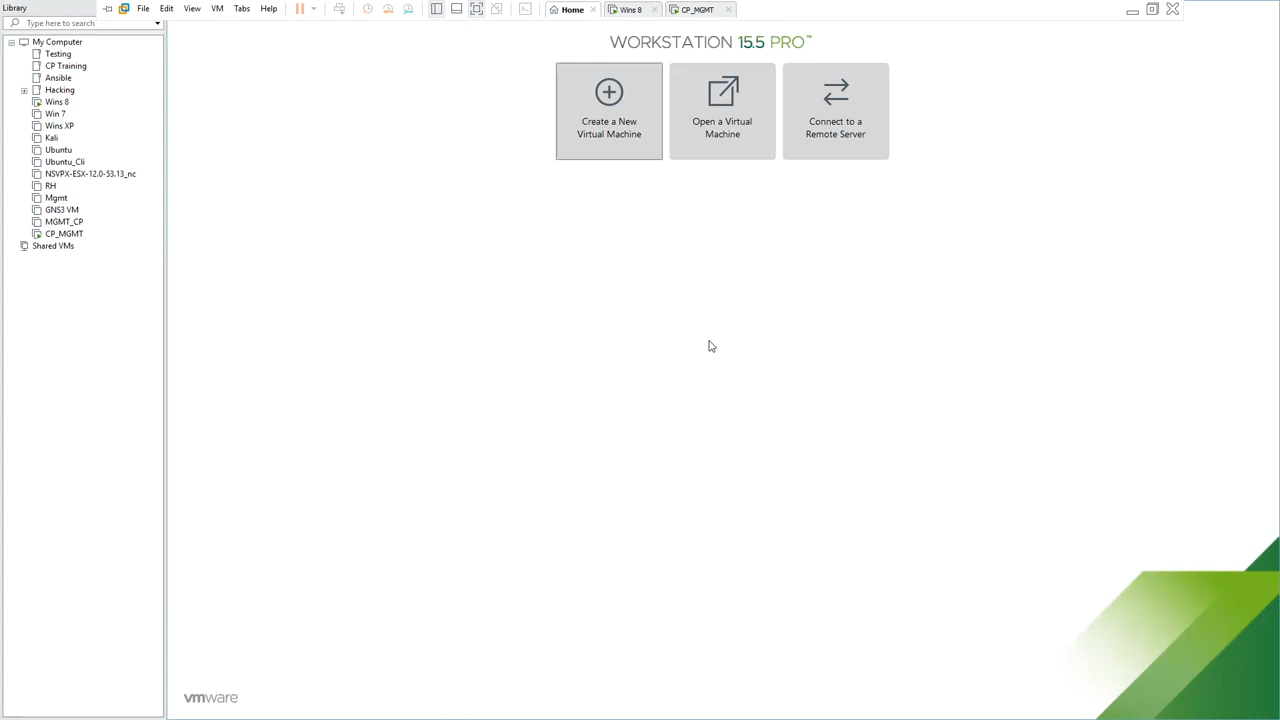 Library
File Edit View VM Tabs Help
Home
Wins 8
CP_MGMT
Type here to search
My Computer
Testing
CP Training
Ansible
Hacking
Wins 8
Win 7
Wins XP
Kali
Ubuntu
Ubuntu_Cli
NSVPX-ESX-12.0-53.13_nc
RH
Mgmt
GNS3 VM
MGMT_CP
CP_MGMT
Shared VMs
WORKSTATION 15.5 PRO™
Create a New
Virtual Machine
Open a Virtual
Machine
Connect to a
Remote Server
vmware